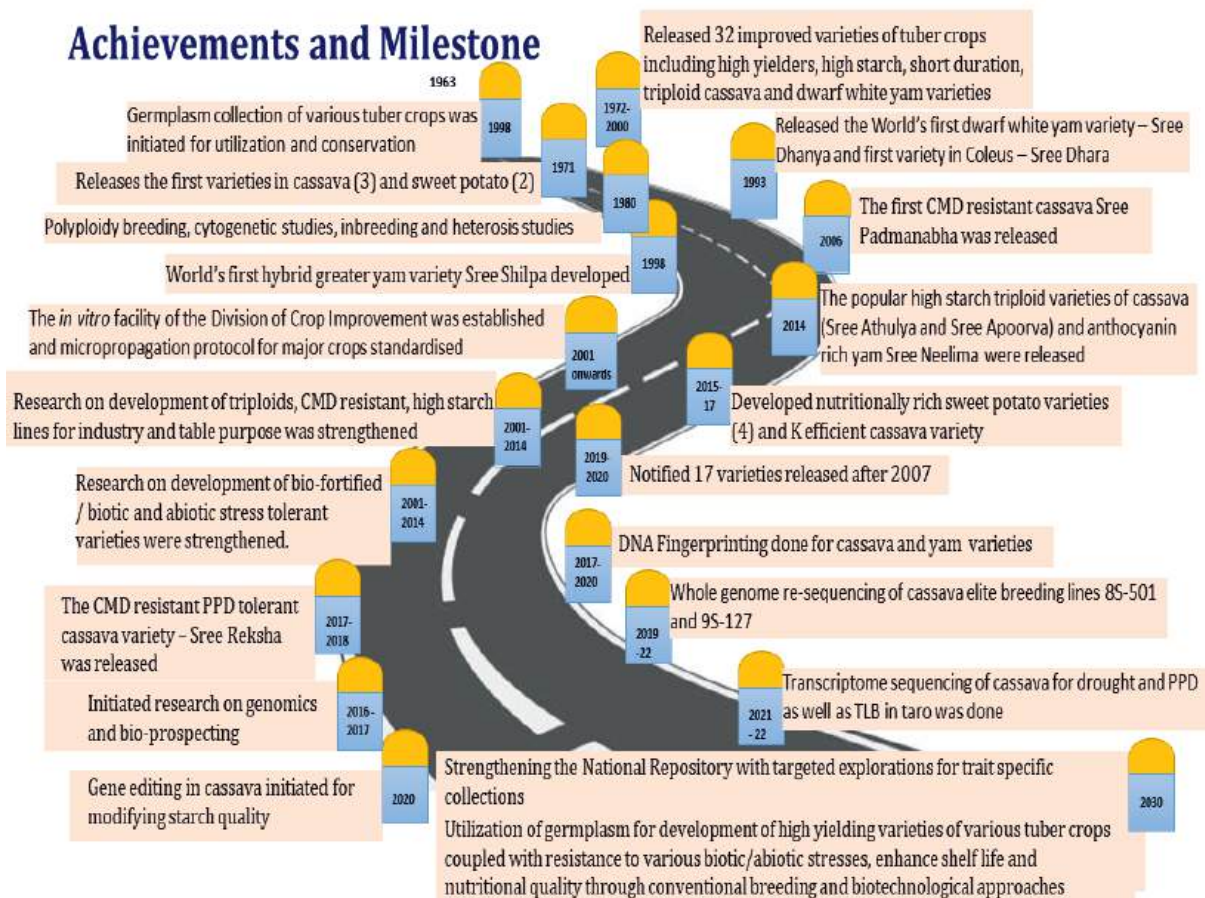 Achievements and Milestone
1963
1998
Germplasm collection of various tuber crops was
initiated for utilization and conservation
1972-
2000
Released 32 improved varieties of tuber crops
including high yielders, high starch, short duration,
triploid cassava and dwarf white yam varieties
1971
Releases the first varieties in cassava (3) and sweet potato (2)
1993
Released the World's first dwarf white yam variety – Sree
Dhanya and first variety in Coleus – Sree Dhara
1980
Polyploidy breeding, cytogenetic studies, inbreeding and heterosis studies
2006
The first CMD resistant cassava Sree
Padmanabha was released
1998
World's first hybrid greater yam variety Sree Shilpa developed
2014
The popular high starch triploid varieties of cassava
(Sree Athulya and Sree Apoorva) and anthocyanin
rich yam Sree Neelima were released
The in vitro facility of the Division of Crop Improvement was established
and micropropagation protocol for major crops standardised
2001
onwards
2015-
17
Developed nutritionally rich sweet potato varieties
(4) and K efficient cassava variety
Research on development of triploids, CMD resistant, high starch
lines for industry and table purpose was strengthened
2001-
2014
2019-
2020
Notified 17 varieties released after 2007
Research on development of bio-fortified
/ biotic and abiotic stress tolerant
varieties were strengthened.
2001-
2014
2017-
2020
DNA Fingerprinting done for cassava and yam varieties
The CMD resistant PPD tolerant
cassava variety – Sree Reksha
was released
2017-
2018
2019
-22
Whole genome re-sequencing of cassava elite breeding lines 8S-501
and 9S-127
Initiated research on genomics
and bio-prospecting
2016-
2017
2021
-22
Transcriptome sequencing of cassava for drought and PPD
as well as TLB in taro was done
Gene editing in cassava initiated for
modifying starch quality
2020
Strengthening the National Repository with targeted explorations for trait specific
collections
Utilization of germplasm for development of high yielding varieties of various tuber crops
coupled with resistance to various biotic/abiotic stresses, enhance shelf life and
nutritional quality through conventional breeding and biotechnological approaches
2030